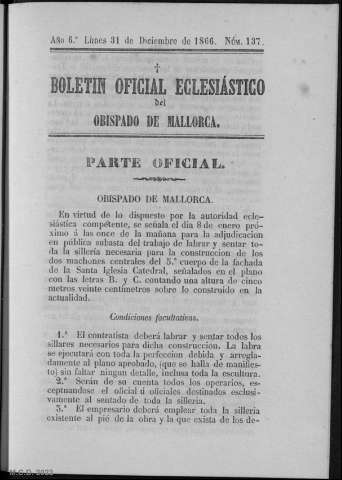 Año 6.º Lúnes 31 de Diciembre de 1866. Núm. 137.
BOLETIN OFICIAL ECLESIÁSTICO
del
OBISPADO DE MALLORCA.
PARTE OFICIAL.
OBISPADO DE MALLORCA.
En virtud de lo dispuesto por la autoridad ecle-
siástica competente, se señala el dia 8 de enero pró-
ximo á las once de la mañana para la adjudicacion
en pública subasta del trabajo de labrar y sentar to-
da la sillería necesaria para la construccion de los
dos machones centrales del 5.º cuerpo de la fachada
de la Santa Iglesia Catedral, señalados en el plano
con las letras B. y C. contando una altura de cinco
metros veinte centímetros sobre lo construido en la
actualidad.
Condiciones facultativas.
1.ª El contratista deberá labrar y sentar todos los
sillares necesarios para dicha construccion. La labra
se ejecutará con toda la perfeccion debida y arregla-
damente al plano aprobado, (que se halla de manifies-
to) sin faltar ningun detalle, inclusa toda la escultura.
2.ª Serán de su cuenta todos los operarios, es-
ceptuandose el oficial ú oficiales destinados esclusi-
vamente al sentado de toda la sillería.
3.ª El empresario deberá emplear toda la sillería
existente al pié de la obra y la que exista de los de-
M.C.D. 2022